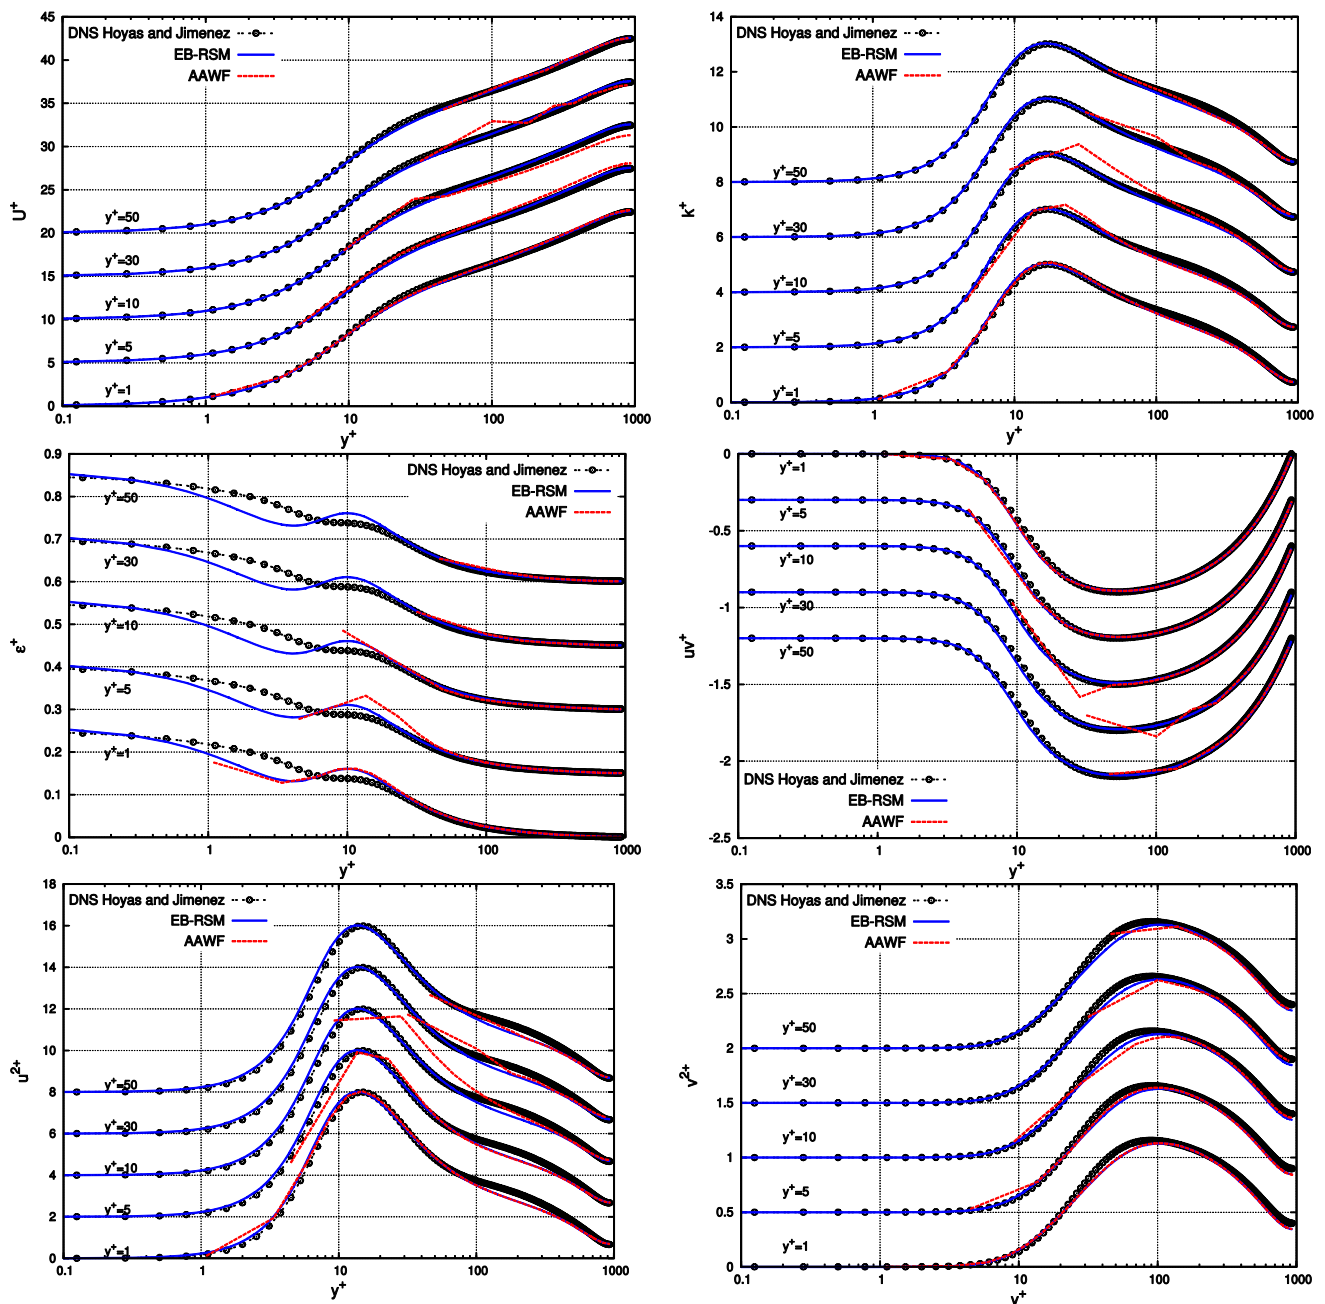 U+
45
40
35
30
25
20
15
10
5
0
0.1
1
10
100
1000
y+
DNS Hoyas and Jimenez
EB-RSM
AAWF
y+=50
y+=30
y+=10
y+=5
y+=1
k+
14
12
10
8
6
4
2
0
0.1
1
10
100
1000
y+
DNS Hoyas and Jimenez
EB-RSM
AAWF
y+=50
y+=30
y+=10
y+=5
y+=1
ε+
0.9
0.8
0.7
0.6
0.5
0.4
0.3
0.2
0.1
0
0.1
1
10
100
1000
y+
DNS Hoyas and Jimenez
EB-RSM
AAWF
y+=50
y+=30
y+=10
y+=5
y+=1
uv+
0
-0.5
-1
-1.5
-2
-2.5
0.1
1
10
100
1000
y+
y+=1
y+=5
y+=10
y+=30
y+=50
DNS Hoyas and Jimenez
EB-RSM
AAWF
u2+
18
16
14
12
10
8
6
4
2
0
0.1
1
10
100
1000
y+
DNS Hoyas and Jimenez
EB-RSM
AAWF
y+=50
y+=30
y+=10
y+=5
y+=1
v2+
3.5
3
2.5
2
1.5
1
0.5
0
0.1
1
10
100
1000
y+
DNS Hoyas and Jimenez
EB-RSM
AAWF
y+=50
y+=30
y+=10
y+=5
y+=1